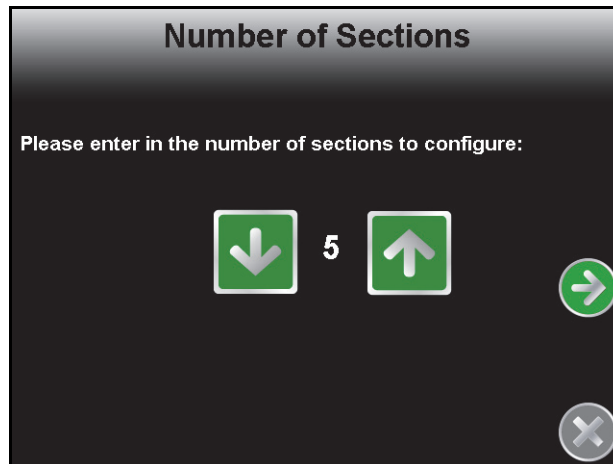 Number of Sections
Please enter in the number of sections to configure:
5